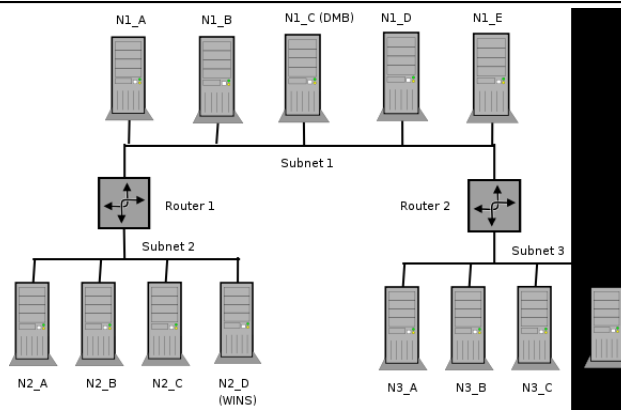 N1_A
N1_B
N1_C (DMB)
N1_D
N1_E
Subnet 1
Router 1
Router 2
Subnet 2
Subnet 3
N2_A
N2_B
N2_C
N2_D
(WINS)
N3_A
N3_B
N3_C